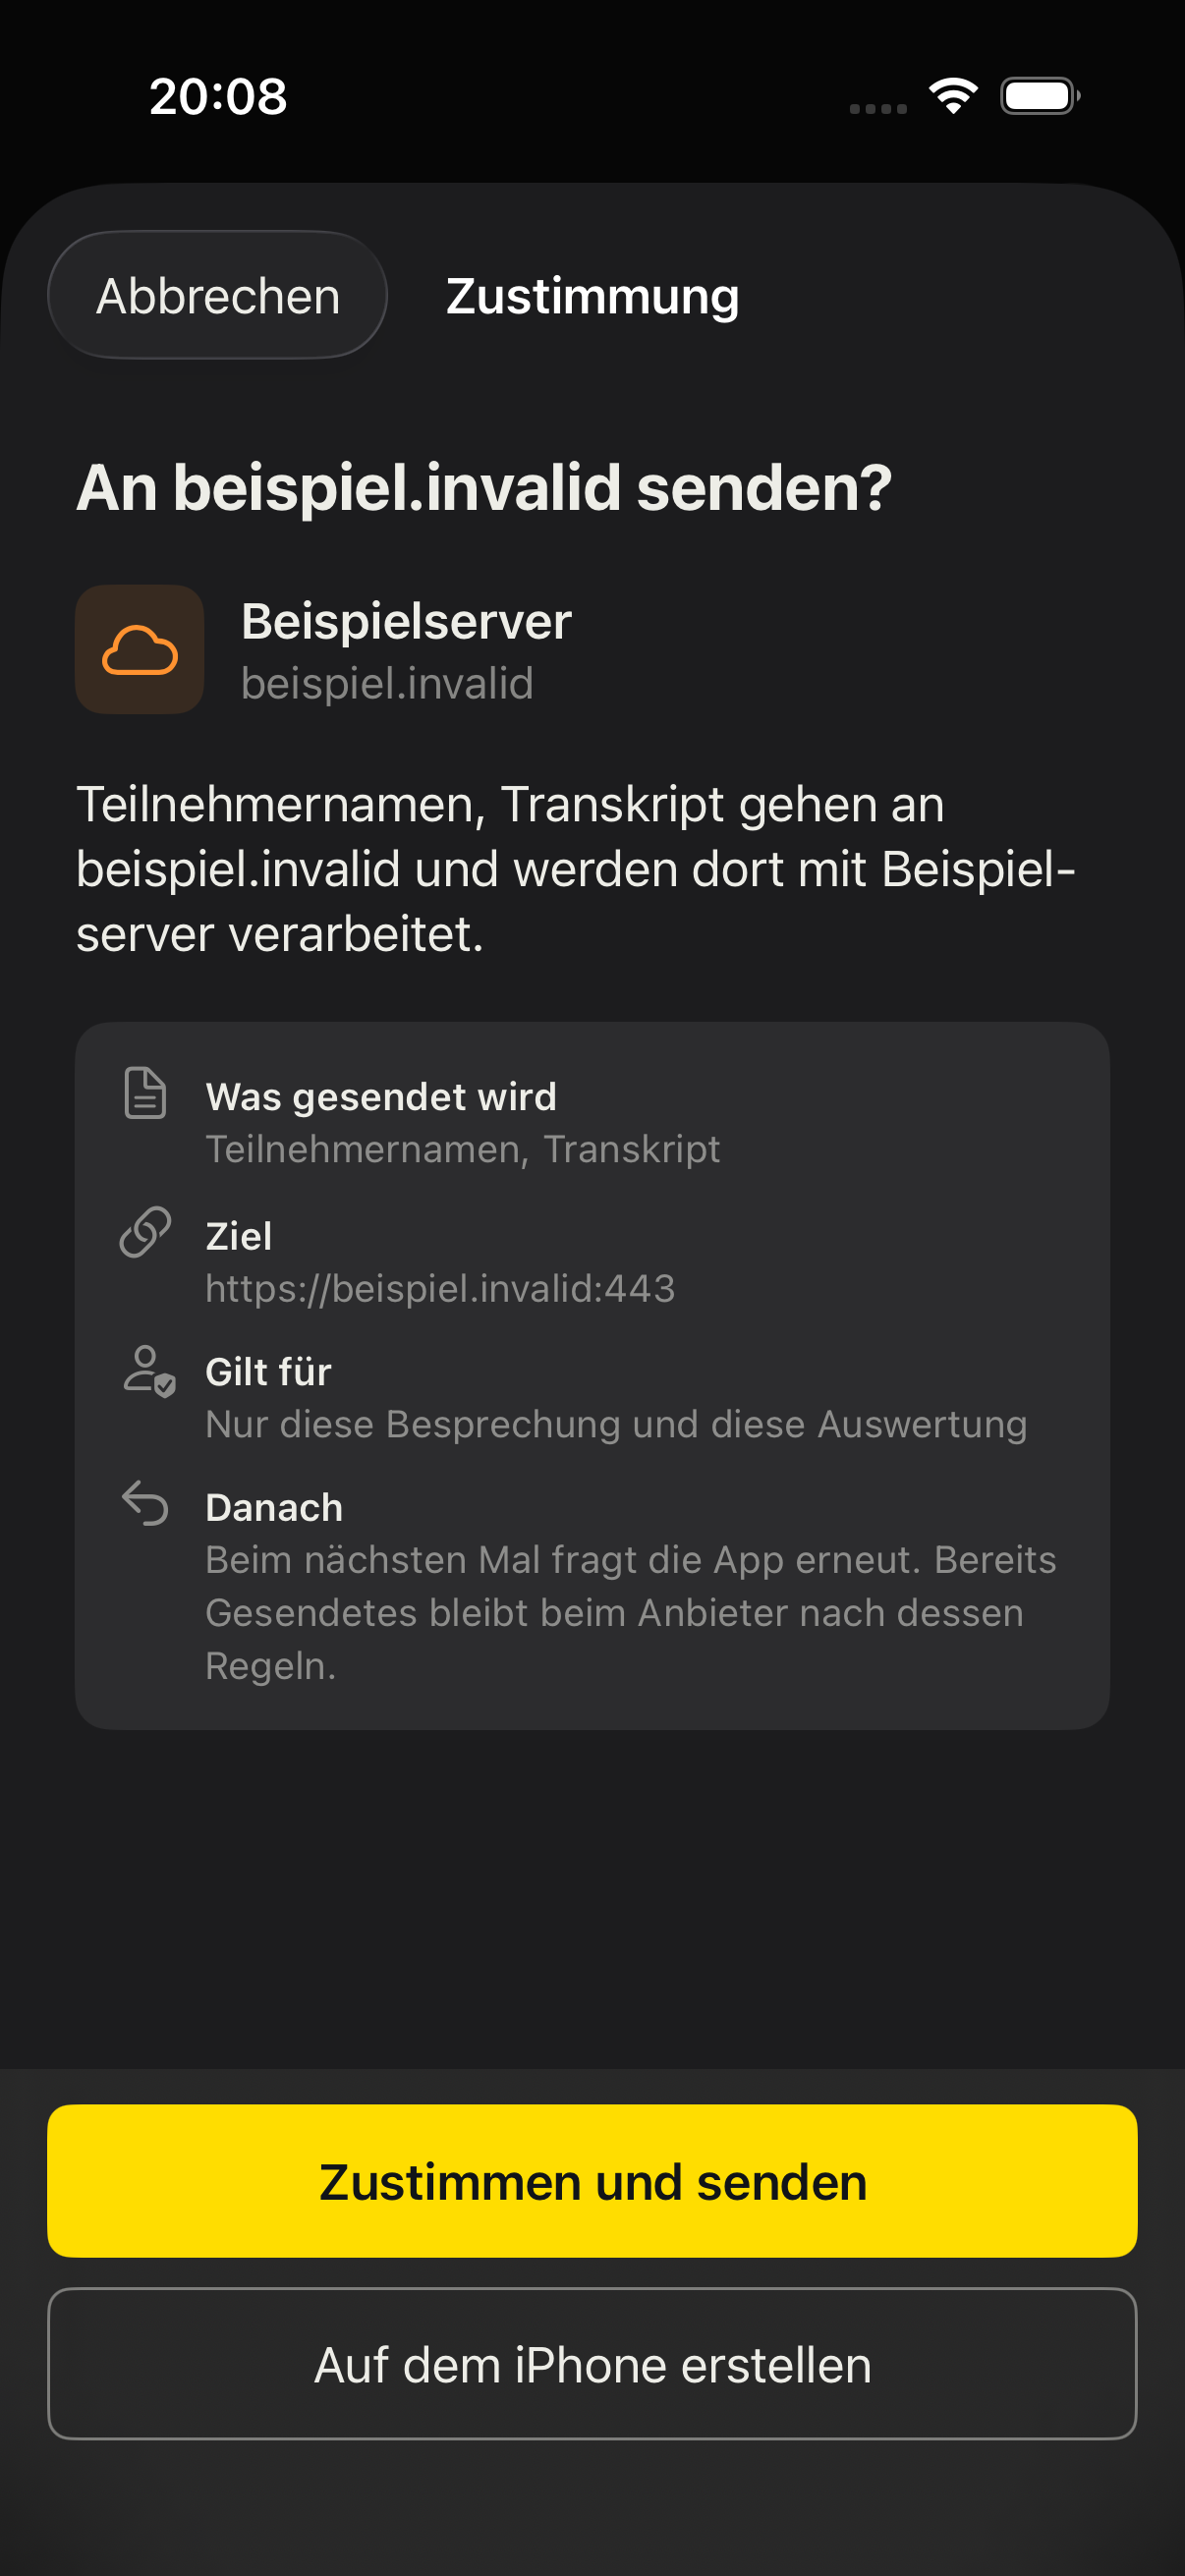 20:08
Abbrechen
Zustimmung
An beispiel.invalid senden?
Beispielserver
beispiel.invalid
Teilnehmernamen, Transkript gehen an
beispiel.invalid und werden dort mit Beispiel-
server verarbeitet.
Was gesendet wird
Teilnehmernamen, Transkript
Ziel
https://beispiel.invalid:443
Gilt für
Nur diese Besprechung und diese Auswertung
Danach
Beim nächsten Mal fragt die App erneut. Bereits
Gesendetes bleibt beim Anbieter nach dessen
Regeln.
Zustimmen und senden
Auf dem iPhone erstellen